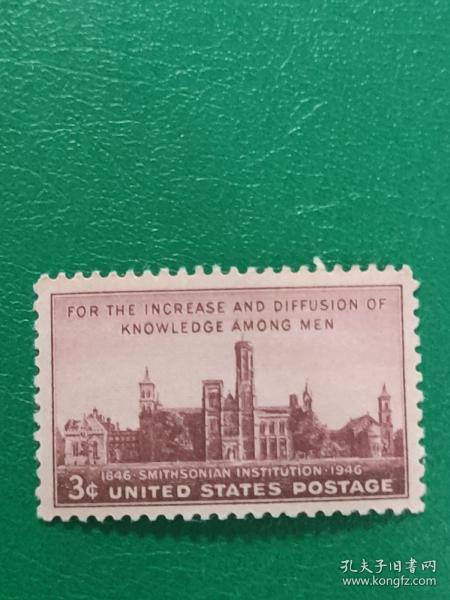 FOR THE INCREASE AND DIFFUSION OF
KNOWLEDGE AMONG MEN
1846·SMITHSONIAN INSTITUTION·1946
3¢ UNITED STATES POSTAGE
孔夫子旧书网
www.kongfz.com